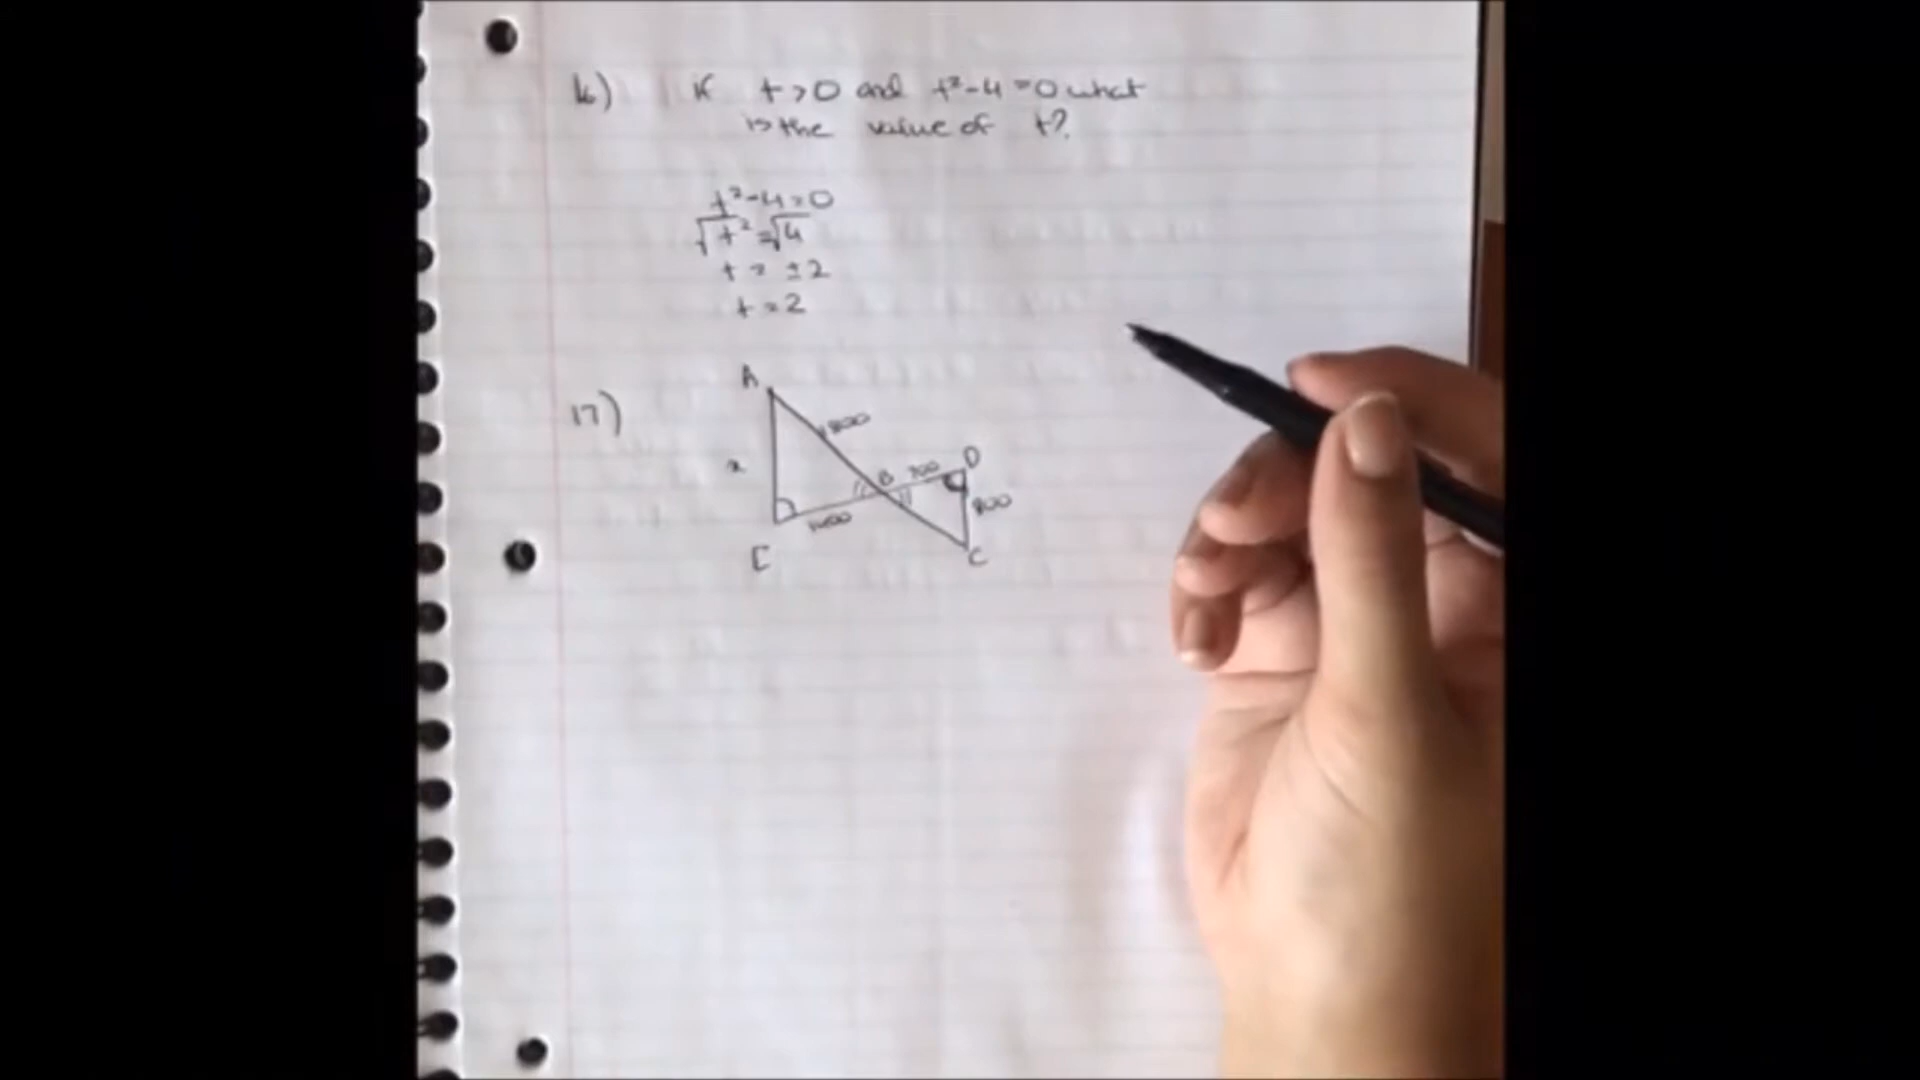 16) If t>0 and t²-4=0 what
is the value of t?
t²-4=0
√t²=√4
t = ±2
t = 2
17)
A
1800
x
B 700 D
800
1400
E
C